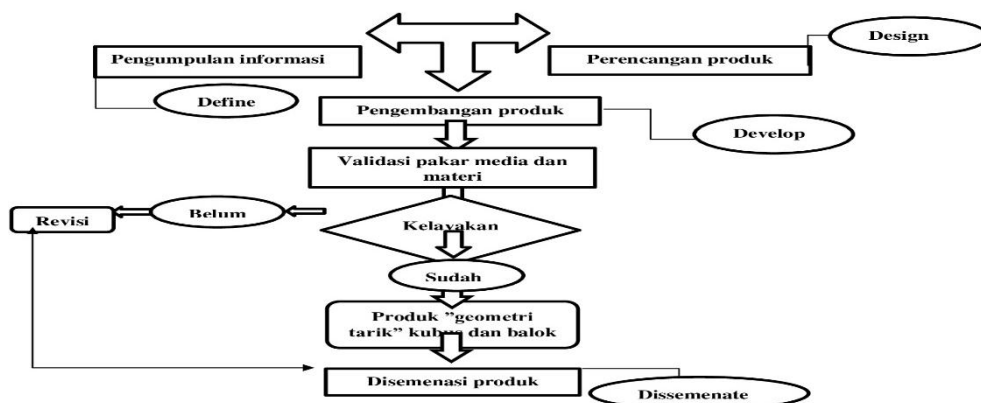 Design
Pengumpulan informasi
Perencangan produk
Define
Pengembangan produk
Develop
Validasi pakar media dan
materi
Revisi
Belum
Kelayakan
Sudah
Produk ”geometri
tarik” kubus dan balok
Disemenasi produk
Dissemenate